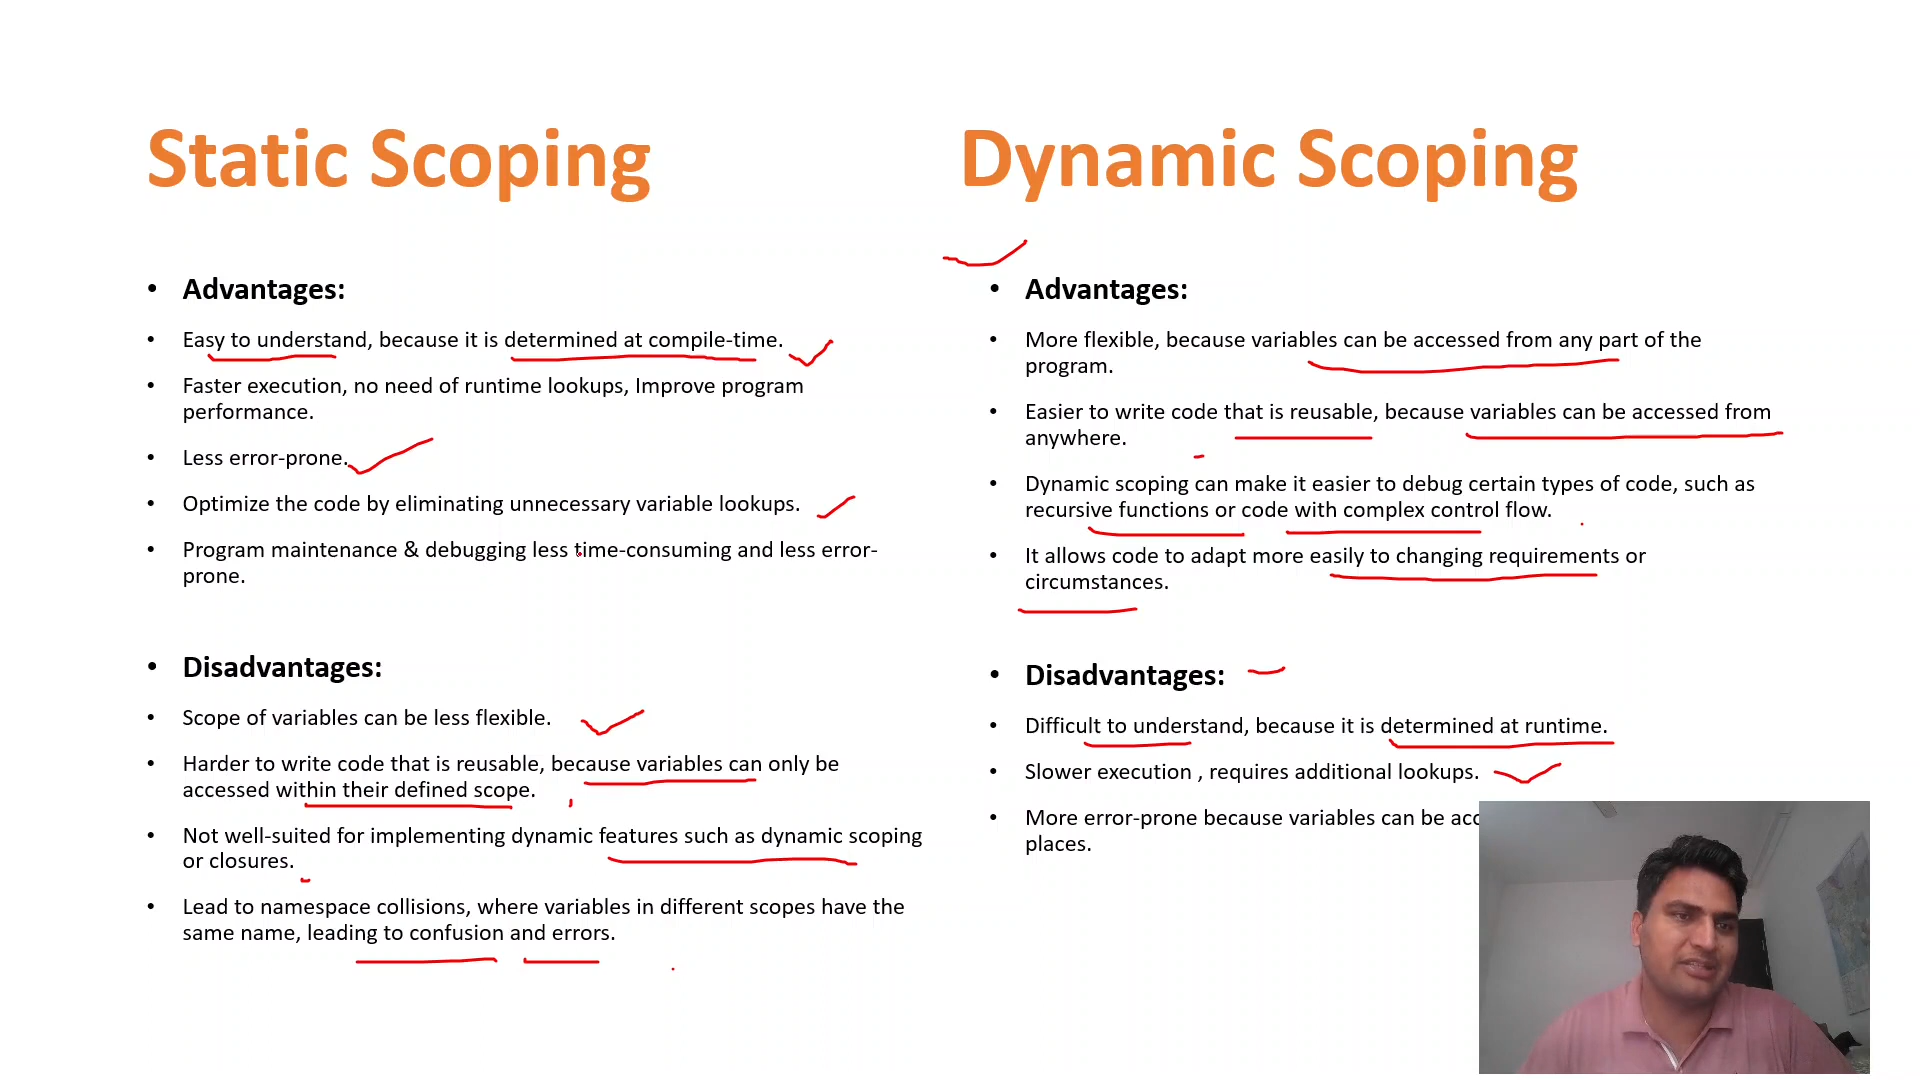 Static Scoping
• Advantages:
• Easy to understand, because it is determined at compile-time.
• Faster execution, no need of runtime lookups, Improve program
performance.
• Less error-prone.
• Optimize the code by eliminating unnecessary variable lookups.
• Program maintenance & debugging less time-consuming and less error-
prone.
• Disadvantages:
• Scope of variables can be less flexible.
• Harder to write code that is reusable, because variables can only be
accessed within their defined scope.
• Not well-suited for implementing dynamic features such as dynamic scoping
or closures.
• Lead to namespace collisions, where variables in different scopes have the
same name, leading to confusion and errors.
Dynamic Scoping
• Advantages:
• More flexible, because variables can be accessed from any part of the
program.
• Easier to write code that is reusable, because variables can be accessed from
anywhere.
• Dynamic scoping can make it easier to debug certain types of code, such as
recursive functions or code with complex control flow.
• It allows code to adapt more easily to changing requirements or
circumstances.
• Disadvantages:
• Difficult to understand, because it is determined at runtime.
• Slower execution , requires additional lookups.
• More error-prone because variables can be
places.